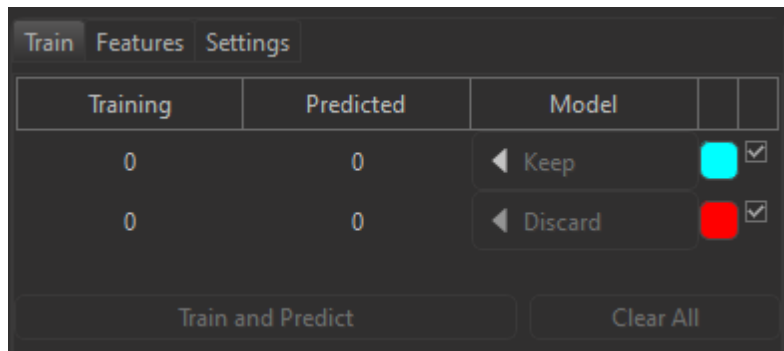 Train Features Settings
Training Predicted Model
0 0 Keep
0 0 Discard
Train and Predict Clear All